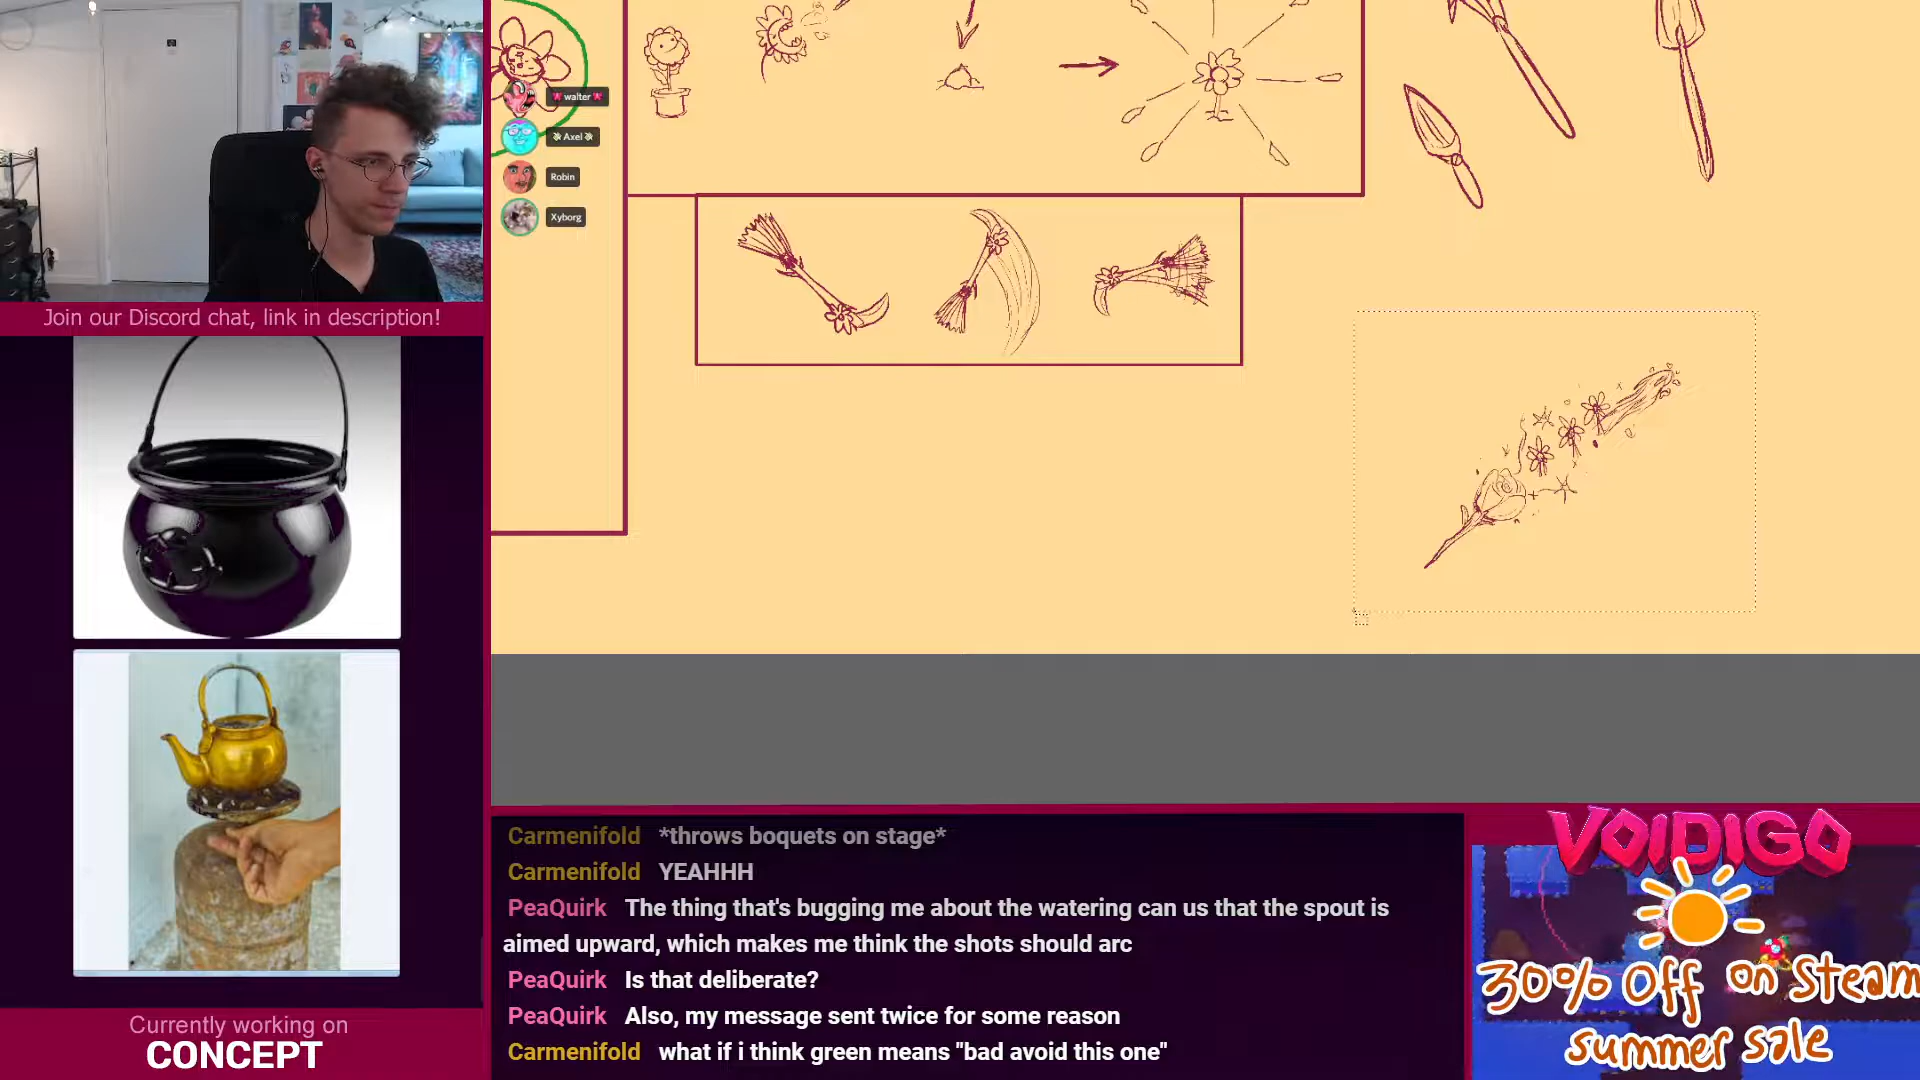 walter
Axel
Robin
Xyborg
Join our Discord chat, link in description!
Carmenifold *throws boquets on stage*
Carmenifold YEAHHH
PeaQuirk The thing that's bugging me about the watering can us that the spout is
aimed upward, which makes me think the shots should arc
PeaQuirk Is that deliberate?
PeaQuirk Also, my message sent twice for some reason
Carmenifold what if i think green means "bad avoid this one"
Currently working on
CONCEPT
VOIDIGO
30% Off on Steam
summer sale